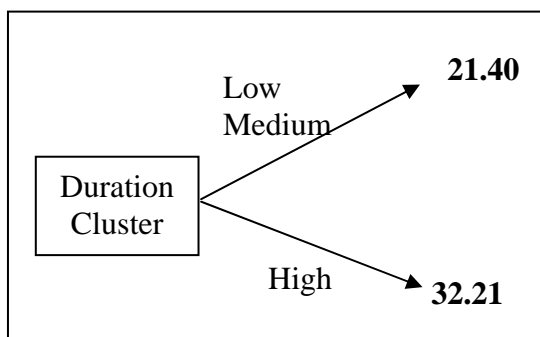 21.40
Low
Medium
Duration
Cluster
High
32.21